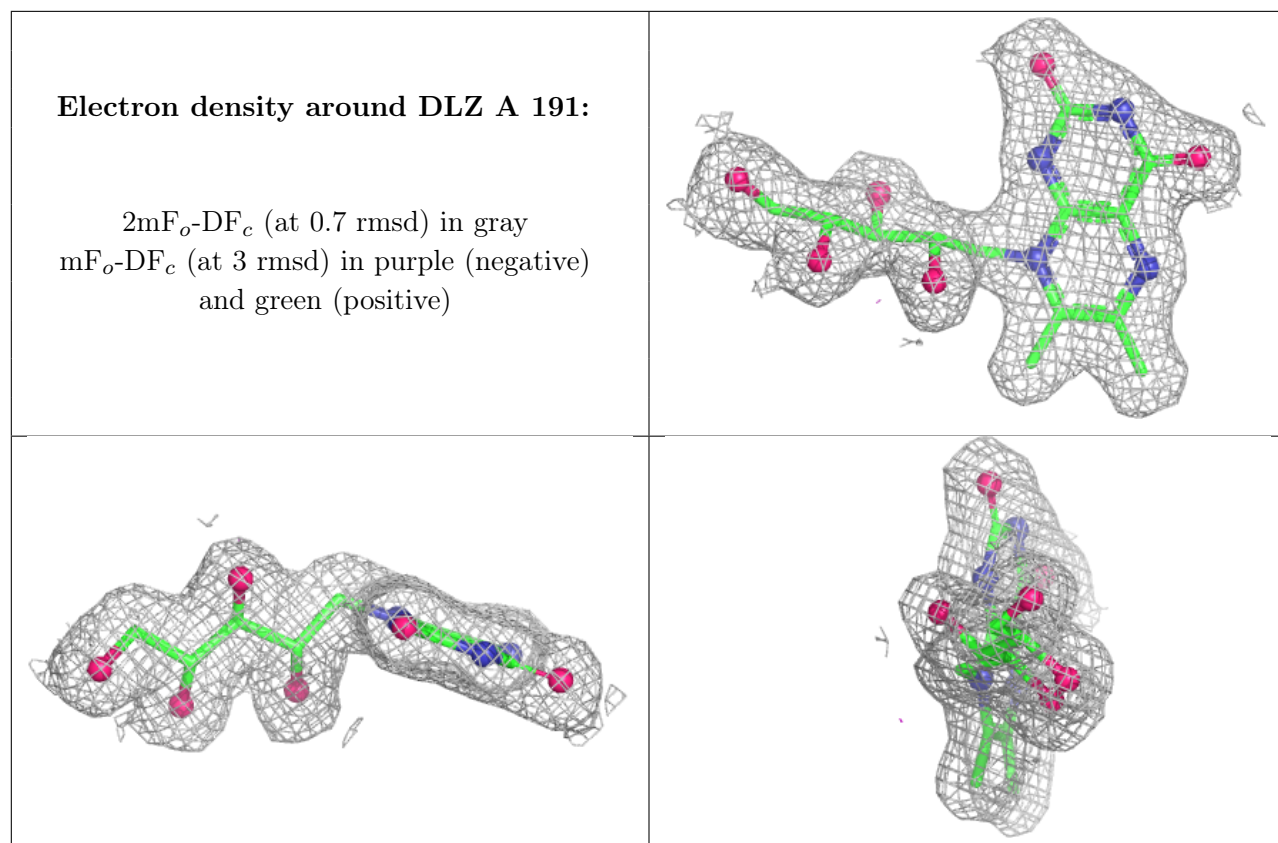 Electron density around DLZ A 191:
2mFo-DFc (at 0.7 rmsd) in gray
mFo-DFc (at 3 rmsd) in purple (negative)
and green (positive)